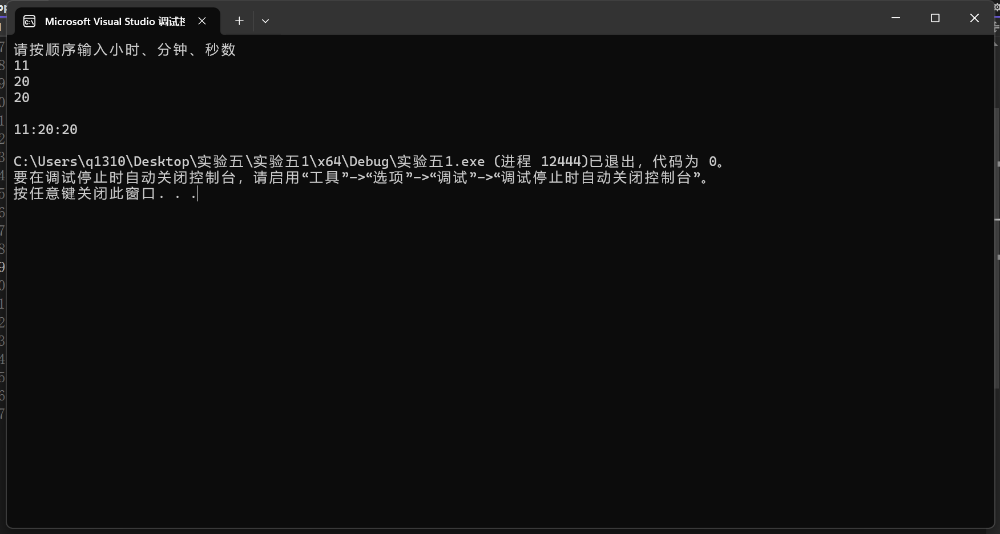 Microsoft Visual Studio 调试
请按顺序输入小时、分钟、秒数
11
20
20
11:20:20
C:\Users\q1310\Desktop\实验五\实验五1\x64\Debug\实验五1.exe (进程 12444)已退出，代码为 0。
要在调试停止时自动关闭控制台，请启用“工具”->“选项”->“调试”->“调试停止时自动关闭控制台”。
按任意键关闭此窗口. . .